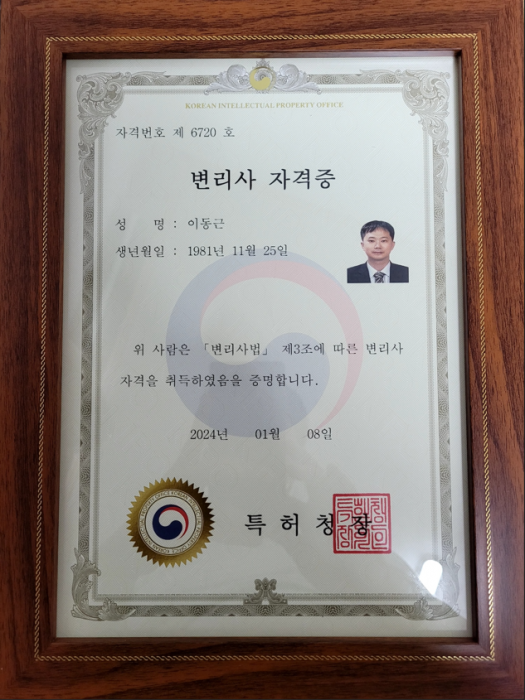 KOREAN INTELLECTUAL PROPERTY OFFICE
자격번호 제 6720 호
변리사 자격증
성 명 : 이동근
생년월일 : 1981년 11월 25일
위 사람은 「변리사법」 제3조에 따른 변리사
자격을 취득하였음을 증명합니다.
2024년 01월 08일
특허청장